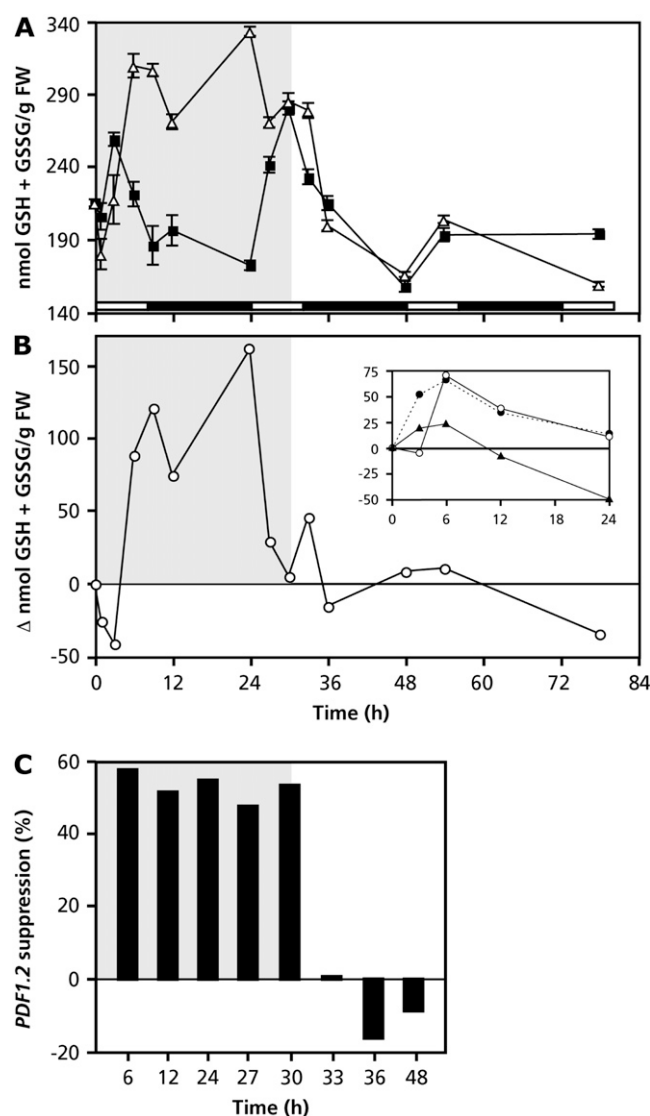 A
nmol GSH + GSSG/g FW
340
290
240
190
140
B
Δ nmol GSH + GSSG/g FW
150
100
50
0
-50
75
50
25
0
-25
-50
0 6 12 18 24
0 12 24 36 48 60 72 84
Time (h)
C
PDF1.2 suppression (%)
60
40
20
0
-20
6 12 24 27 30 33 36 48
Time (h)